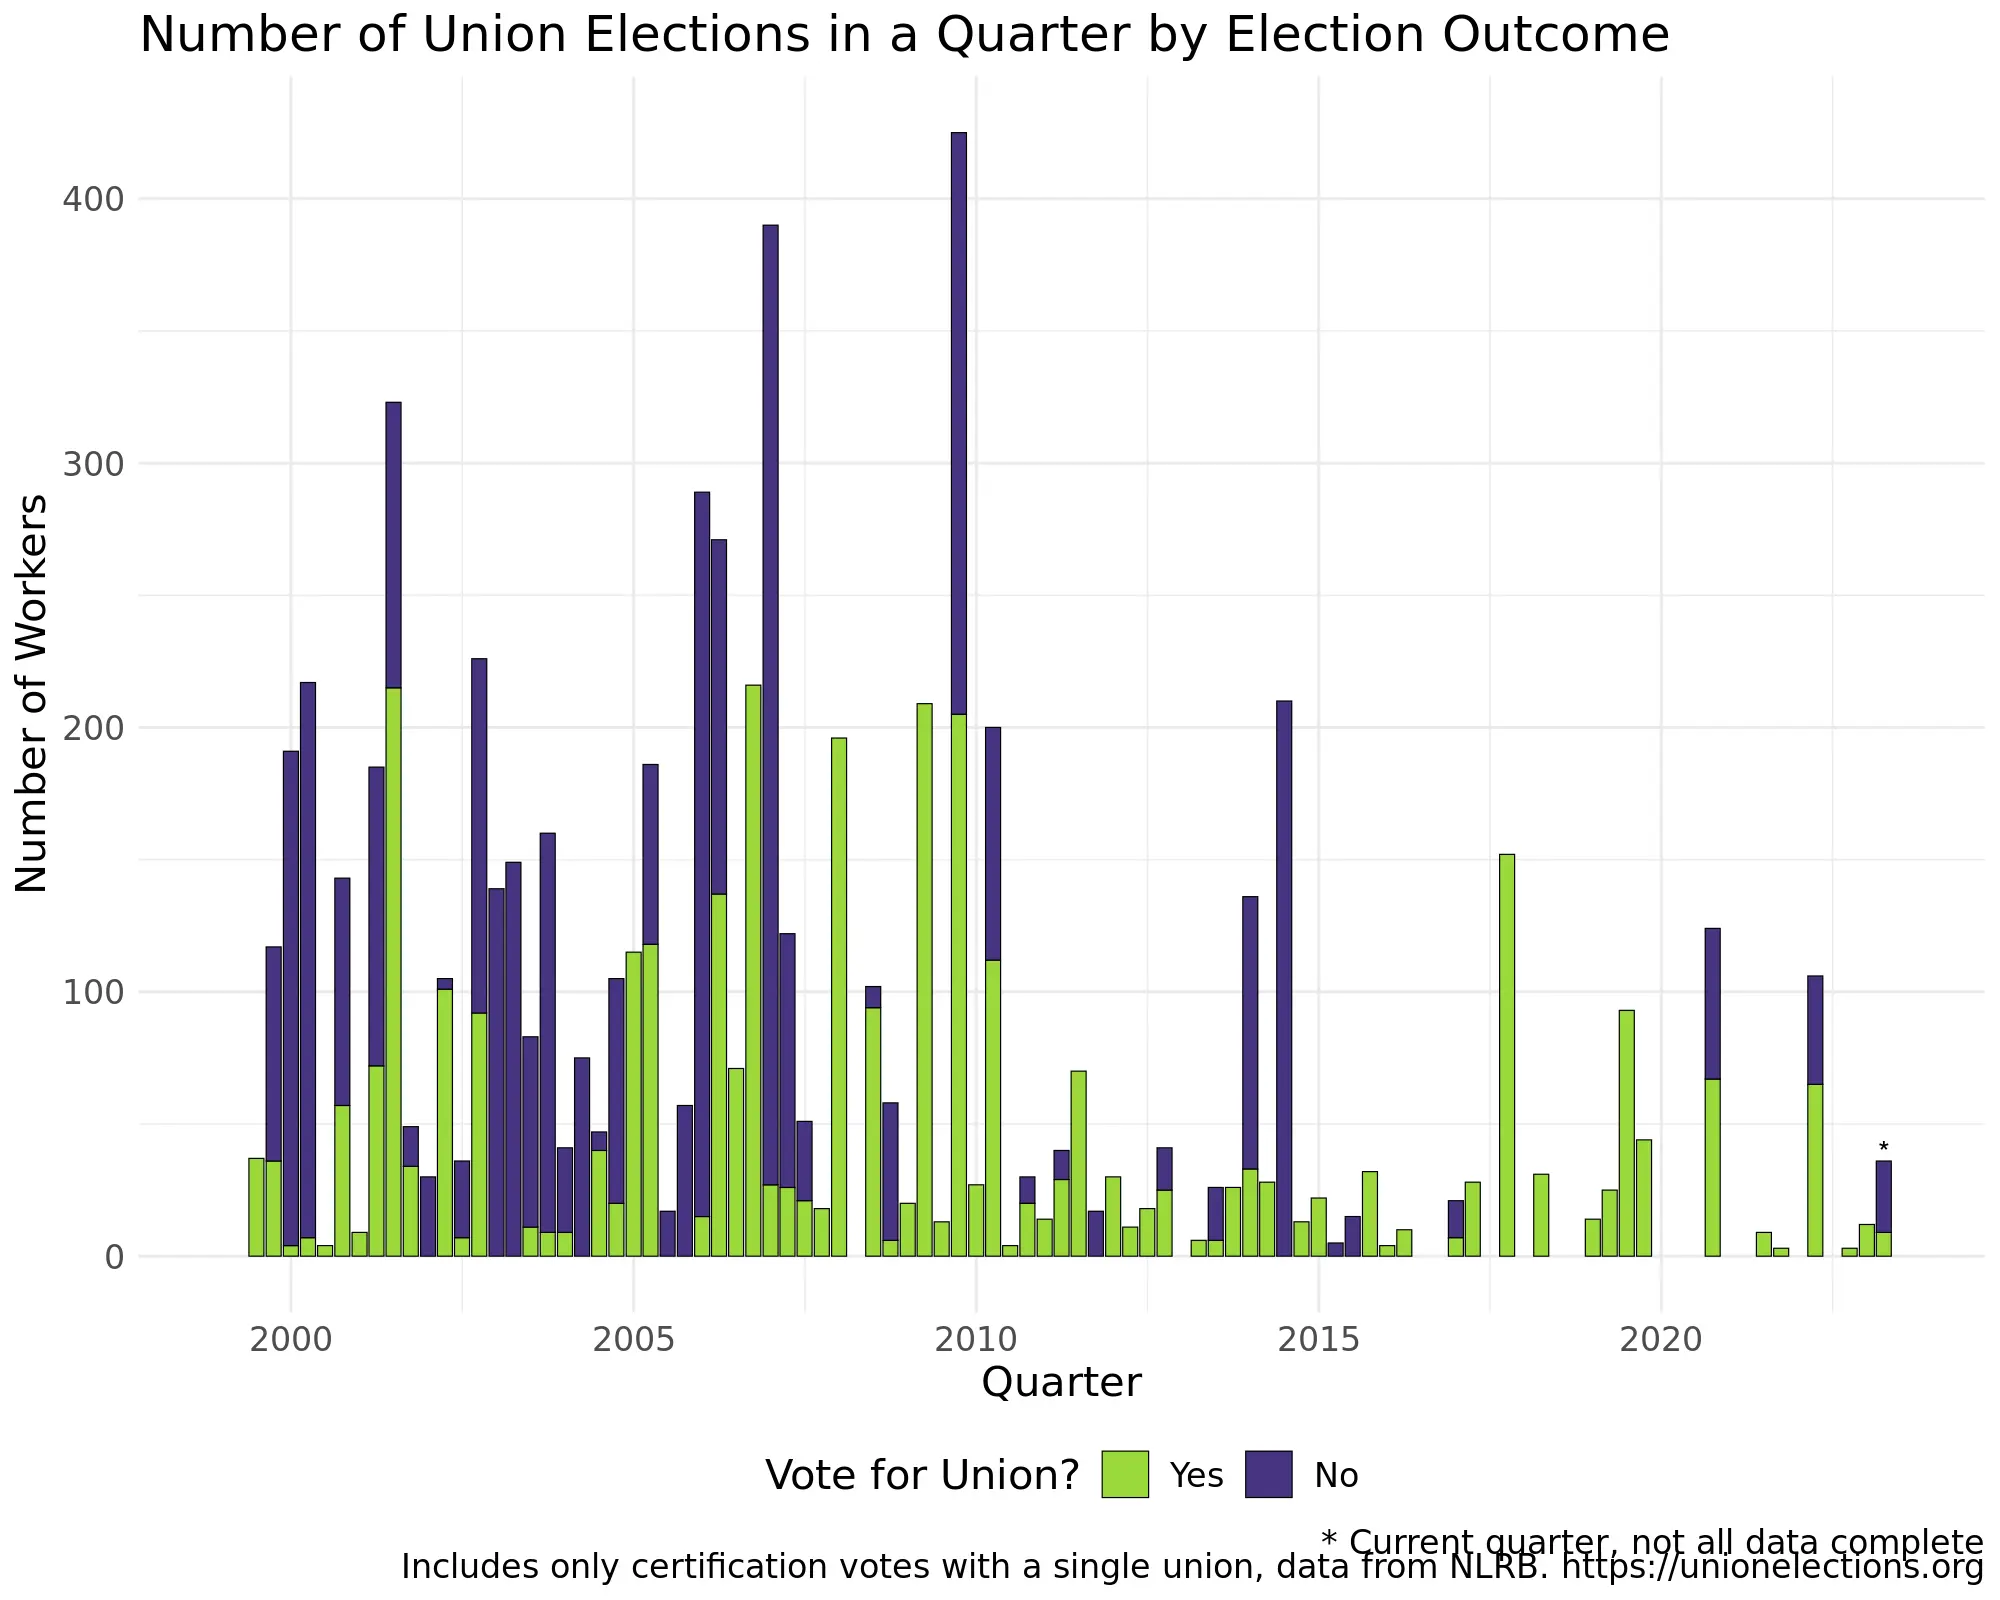 Number of Union Elections in a Quarter by Election Outcome
Number of Workers
400
300
200
100
0
*
2000 2005 2010 2015 2020
Quarter
Vote for Union? Yes No
* Current quarter, not all data complete
Includes only certification votes with a single union, data from NLRB. https://unionelections.org